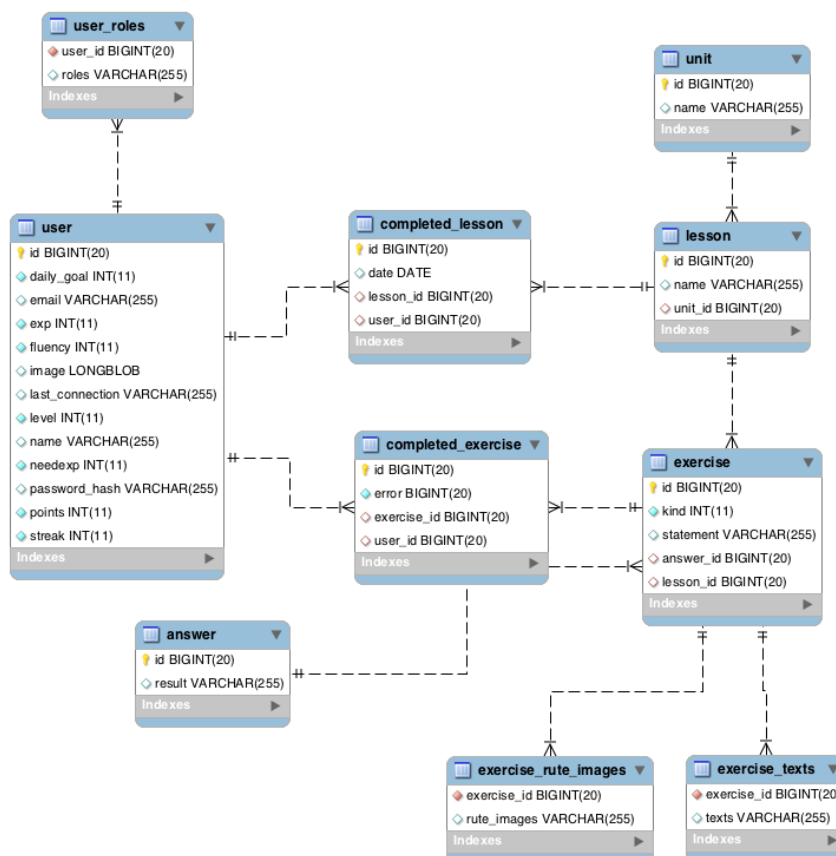 user_roles
user_id BIGINT(20)
roles VARCHAR(255)
Indexes
unit
id BIGINT(20)
name VARCHAR(255)
Indexes
user
id BIGINT(20)
daily_goal INT(11)
email VARCHAR(255)
exp INT(11)
fluency INT(11)
image LONGBLOB
last_connection VARCHAR(255)
level INT(11)
name VARCHAR(255)
needexp INT(11)
password_hash VARCHAR(255)
points INT(11)
streak INT(11)
Indexes
completed_lesson
id BIGINT(20)
date DATE
lesson_id BIGINT(20)
user_id BIGINT(20)
Indexes
lesson
id BIGINT(20)
name VARCHAR(255)
unit_id BIGINT(20)
Indexes
completed_exercise
id BIGINT(20)
error BIGINT(20)
exercise_id BIGINT(20)
user_id BIGINT(20)
Indexes
exercise
id BIGINT(20)
kind INT(11)
statement VARCHAR(255)
answer_id BIGINT(20)
lesson_id BIGINT(20)
Indexes
answer
id BIGINT(20)
result VARCHAR(255)
Indexes
exercise_rute_images
exercise_id BIGINT(20)
rute_images VARCHAR(255)
Indexes
exercise_texts
exercise_id BIGINT(20
texts VARCHAR(255)
Indexes